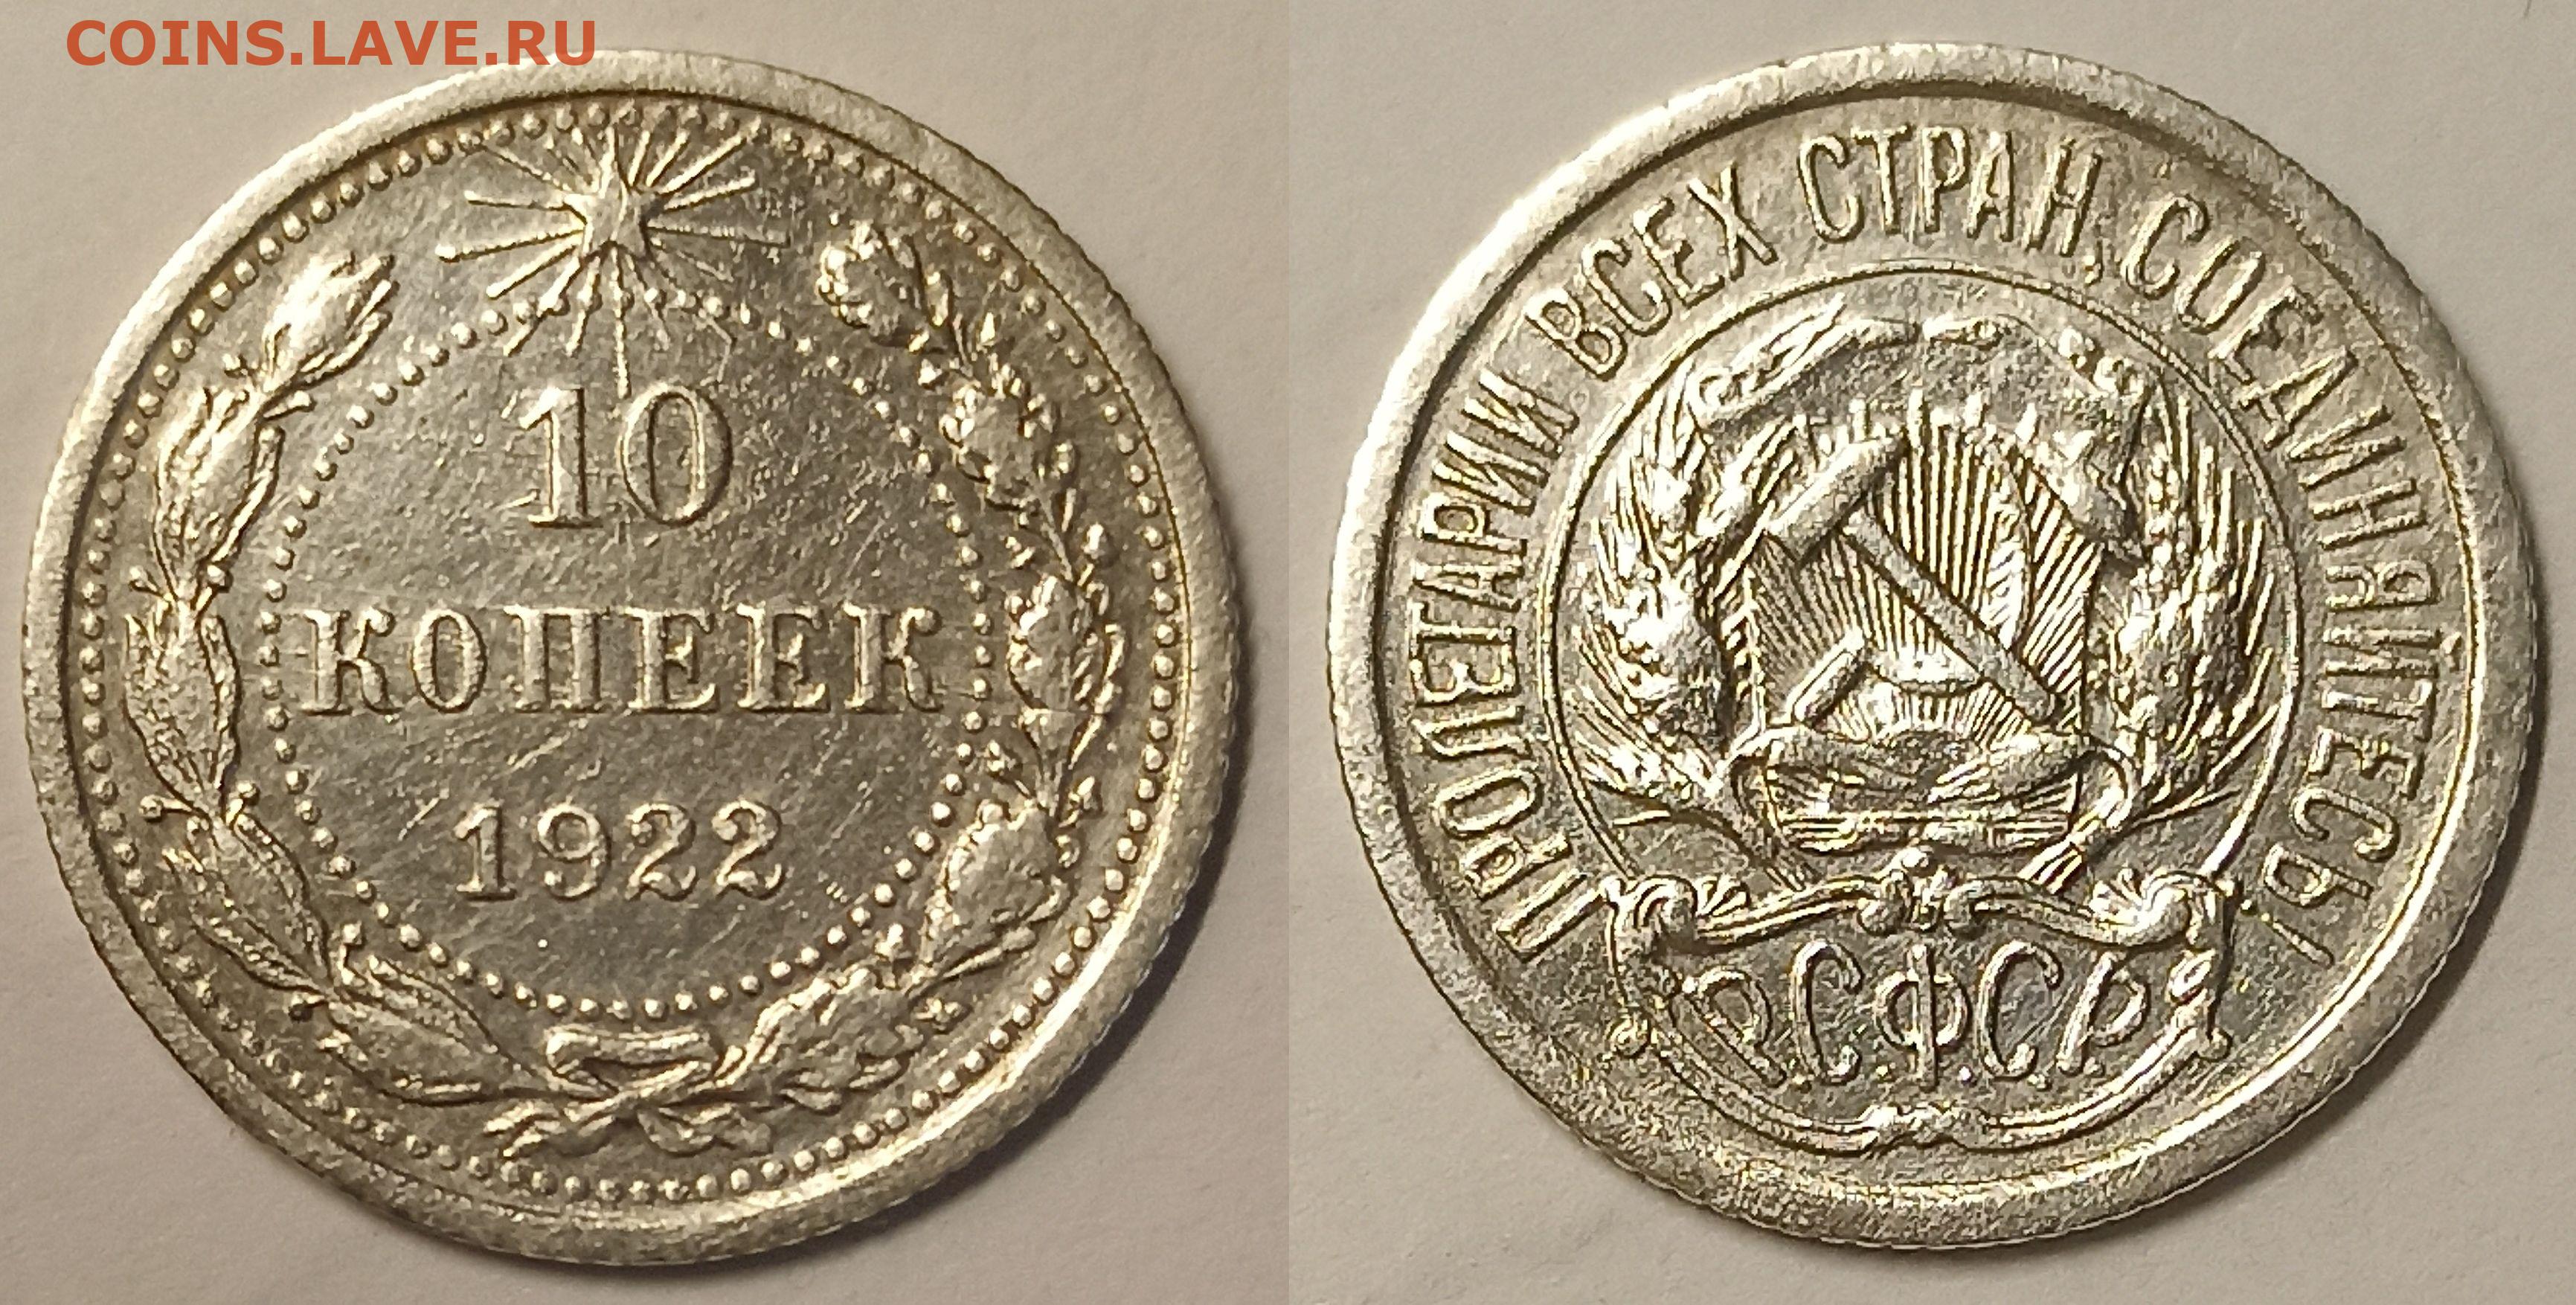 COINS.LAVE.RU
10
КОПЕЕК
1922
ПРОЛЕТАРИИ ВСЕХ СТРАН, СОЕДИНЯЙТЕСЬ!
Р.С.Ф.С.Р.